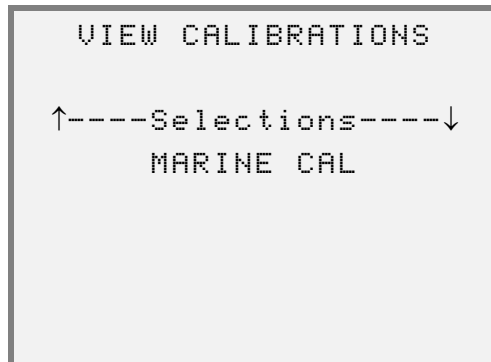 VIEW CALIBRATIONS
↑----Selections----↓
MARINE CAL